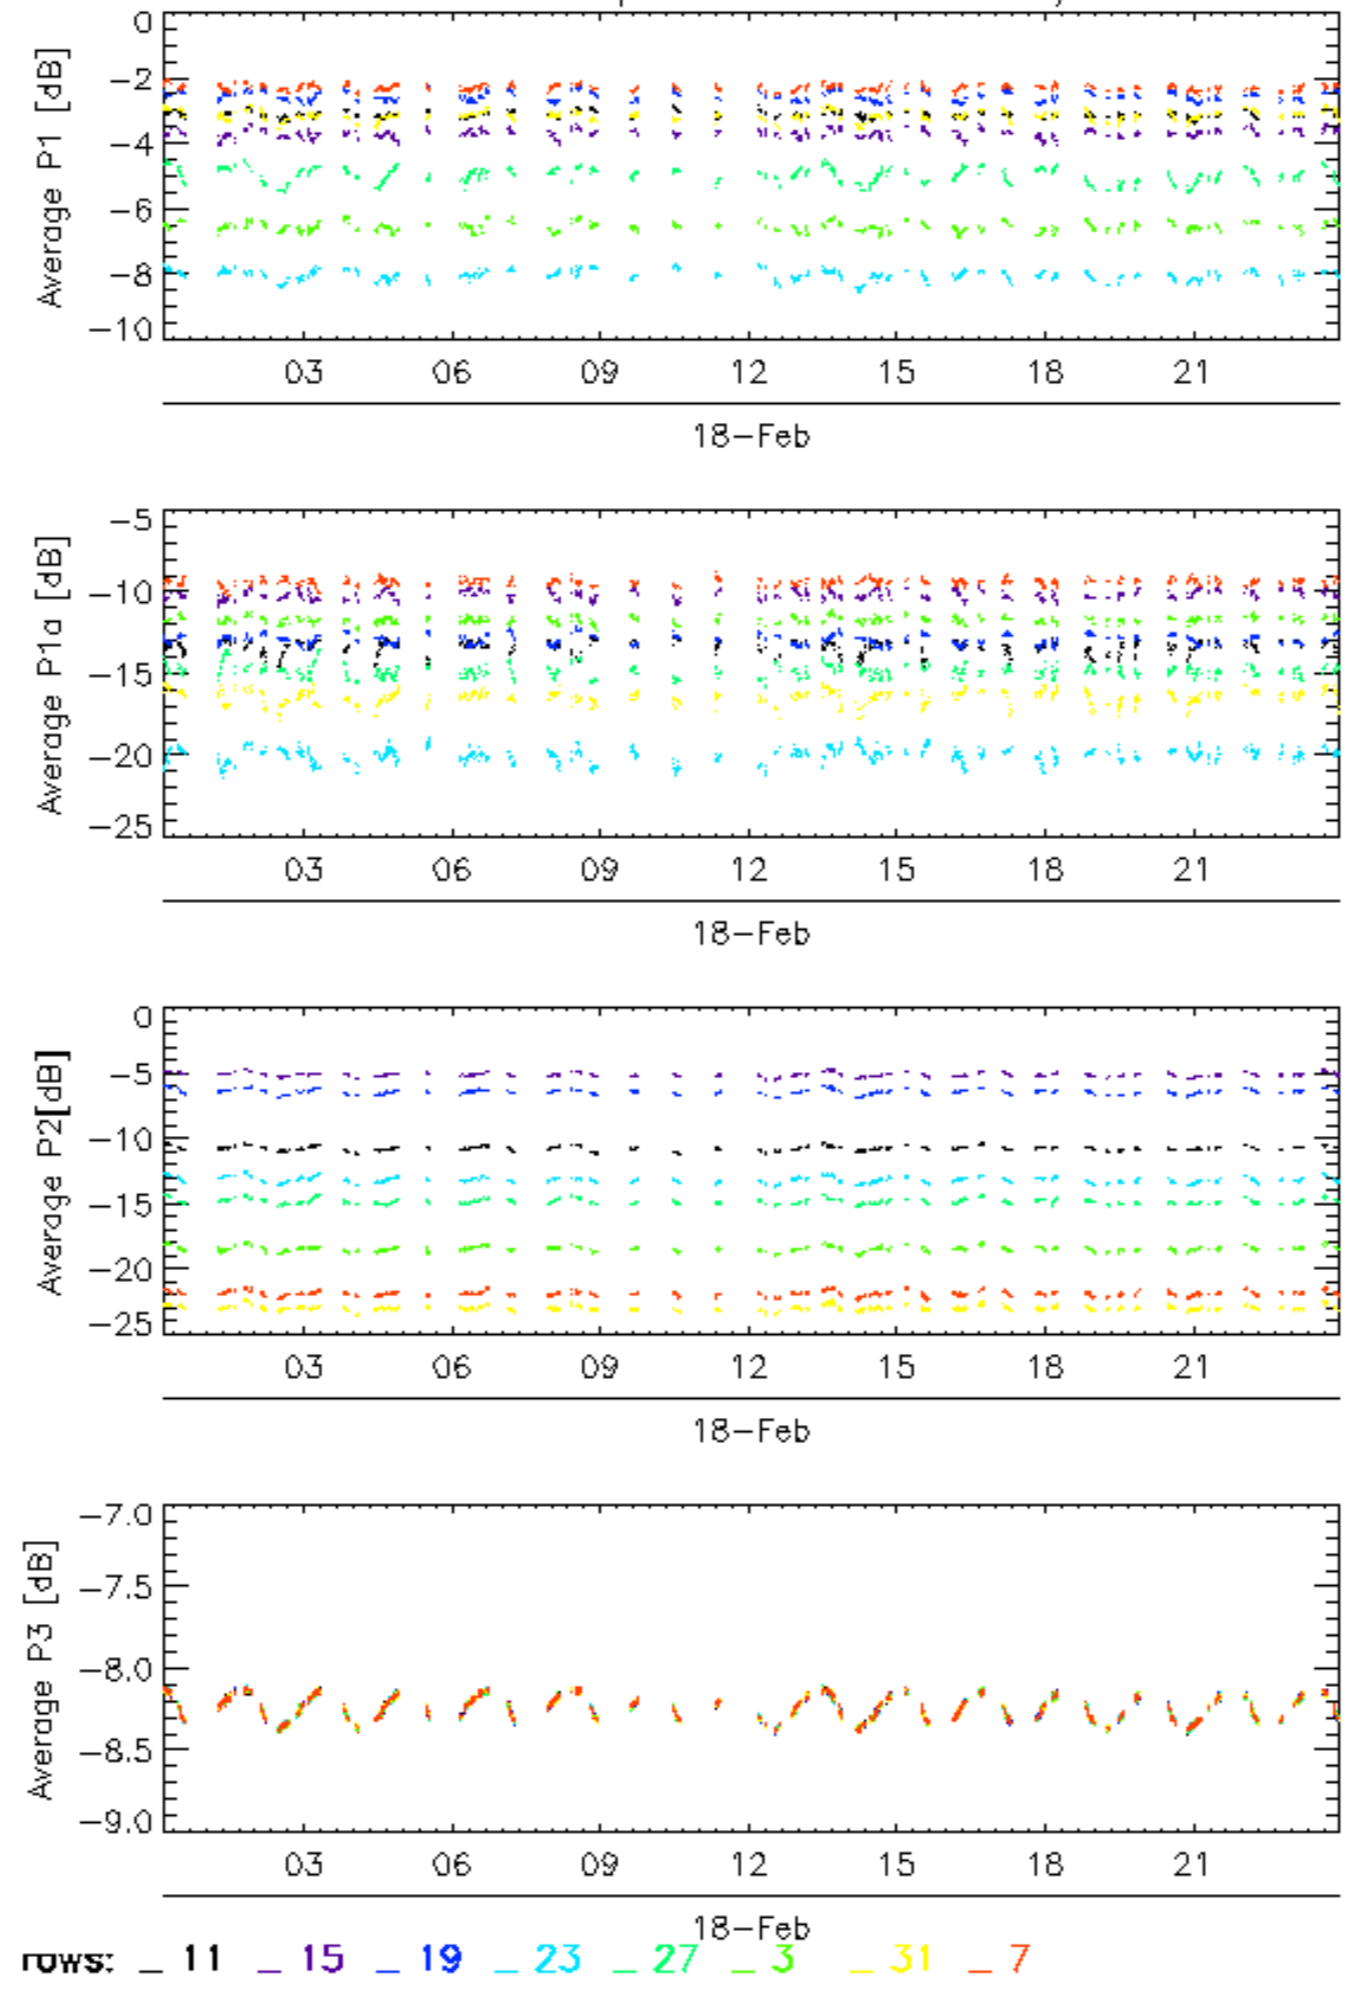 0
−2
−4
−6
−8
−10
Average P1 [dB]
03 06 09 12 15 18 21
18−Feb
−5
−10
−15
−20
−25
Average P1a [dB]
03 06 09 12 15 18 21
18−Feb
0
−5
−10
−15
−20
−25
Average P2[dB]
03 06 09 12 15 18 21
18−Feb
−7.0
−7.5
−8.0
−8.5
−9.0
Average P3 [dB]
03 06 09 12 15 18 21
18−Feb
rows: _ 11 _ 15 _ 19 _ 23 _ 27 _ 3 _ 31 _ 7